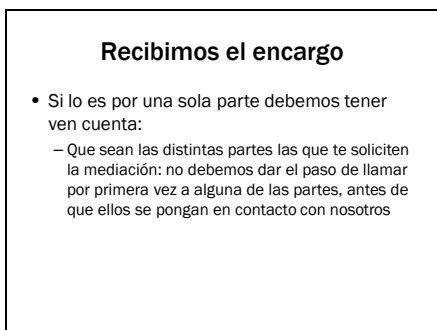 Recibimos el encargo
• Si lo es por una sola parte debemos tener
ven cuenta:
– Que sean las distintas partes las que te soliciten
la mediación: no debemos dar el paso de llamar
por primera vez a alguna de las partes, antes de
que ellos se pongan en contacto con nosotros